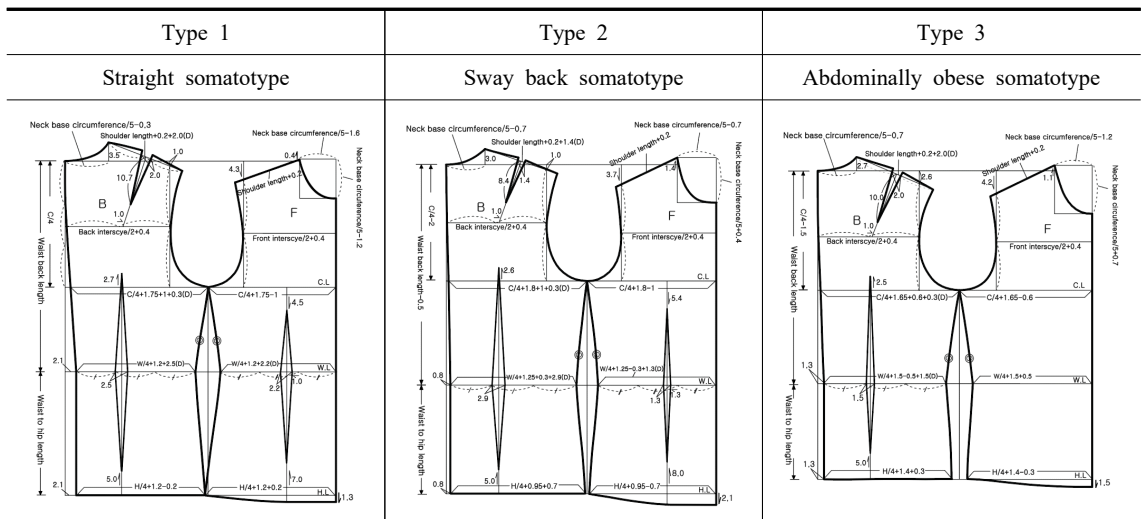 Type 1
Type 2
Type 3
Straight somatotype
Sway back somatotype
Abdominally obese somatotype
Neck base circumference/5-0.3
Shoulder length+0.2+2.0(D)
1.0
Neck base circumference/5-1.6
3.5
4.3
0.4
2.0
Shoulder length+0.2
10.7
Neck base circumference/5-1.2
C/4
B
F
1.0
Back interscye/2+0.4
Front interscye/2+0.4
Waist back length
2.7
C.L
C/4+1.75+1+0.3(D)
C/4+1.75-1
4.5
2.1
W/4+1.2+2.5(D)
W/4+1.2+2.2(D)
W.L
2.5
2.2
1.0
Waist to hip length
5.0
7.0
2.1
H/4+1.2-0.2
H/4+1.2+0.2
H.L
1.3
Neck base circumference/5-0.7
Shoulder length+0.2+1.4(D)
1.0
Neck base circumference/5-0.7
3.0
Shoulder length+0.2
3.7
1.4
8.4
1.4
Neck base circumference/5+0.4
C/4-2
B
F
1.0
Back interscye/2+0.4
Front interscye/2+0.4
Waist back length-0.5
2.6
C.L
C/4+1.8+1+0.3(D)
C/4+1.8-1
5.4
0.8
W/4+1.25+0.3+2.9(D)
W/4+1.25-0.3+1.3(D)
W.L
2.9
1.3
1.3
Waist to hip length
5.0
8.0
0.8
H/4+0.95+0.7
H/4+0.95-0.7
H.L
2.1
Neck base circumference/5-0.7
Shoulder length+0.2+2.0(D)
Neck base circumference/5-1.2
2.7
2.6
Shoulder length+0.2
4.2
1.1
10.0
2.0
Neck base circumference/5+0.7
C/4-1.5
B
F
1.0
Back interscye/2+0.4
Front interscye/2+0.4
Waist back length
2.5
C.L
C/4+1.65+0.6+0.3(D)
C/4+1.65-0.6
1.3
W/4+1.5-0.5+1.5(D)
W/4+1.5+0.5
W.L
1.5
Waist to hip length
5.0
1.3
H/4+1.4+0.3
H/4+1.4-0.3
H.L
1.5